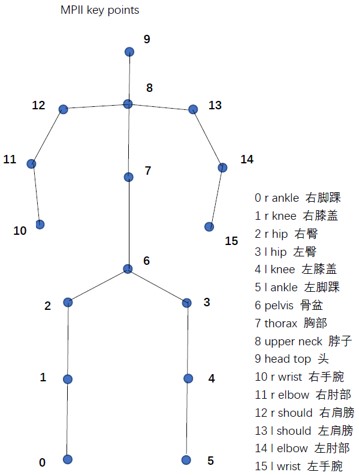 MPII key points
9
8
12
13
7
11
14
10
15
6
2
3
1
4
0
5
0 r ankle 右脚踝
1 r knee 右膝盖
2 r hip 右臀
3 l hip 左臀
4 l knee 左膝盖
5 l ankle 左脚踝
6 pelvis 骨盆
7 thorax 胸部
8 upper neck 脖子
9 head top 头
10 r wrist 右手腕
11 r elbow 右肘部
12 r should 右肩膀
13 l should 左肩膀
14 l elbow 左肘部
15 l wrist 左手腕